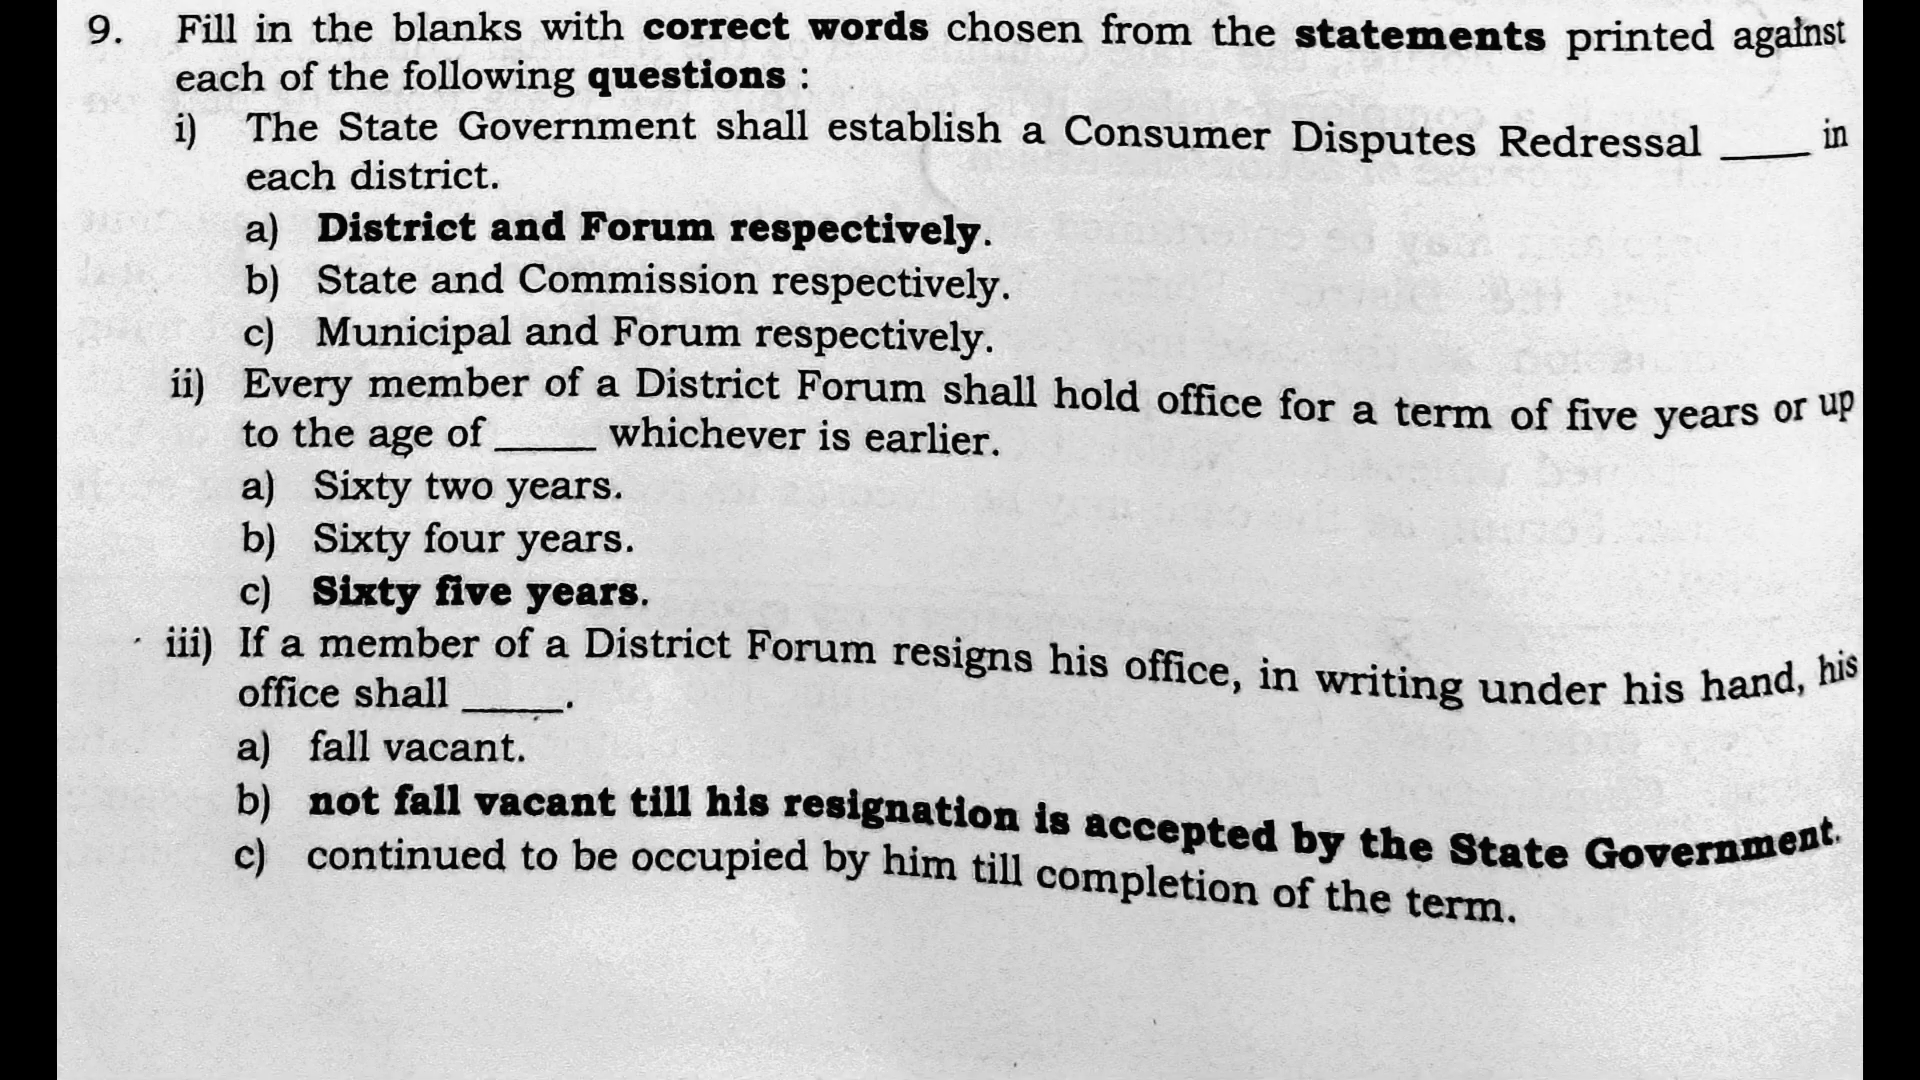 9. Fill in the blanks with correct words chosen from the statements printed against
each of the following questions :
i) The State Government shall establish a Consumer Disputes Redressal ____ in
each district.
a) District and Forum respectively.
b) State and Commission respectively.
c) Municipal and Forum respectively.
ii) Every member of a District Forum shall hold office for a term of five years or up
to the age of ____ whichever is earlier.
a) Sixty two years.
b) Sixty four years.
c) Sixty five years.
iii) If a member of a District Forum resigns his office, in writing under his hand, his
office shall ____.
a) fall vacant.
b) not fall vacant till his resignation is accepted by the State Government.
c) continued to be occupied by him till completion of the term.